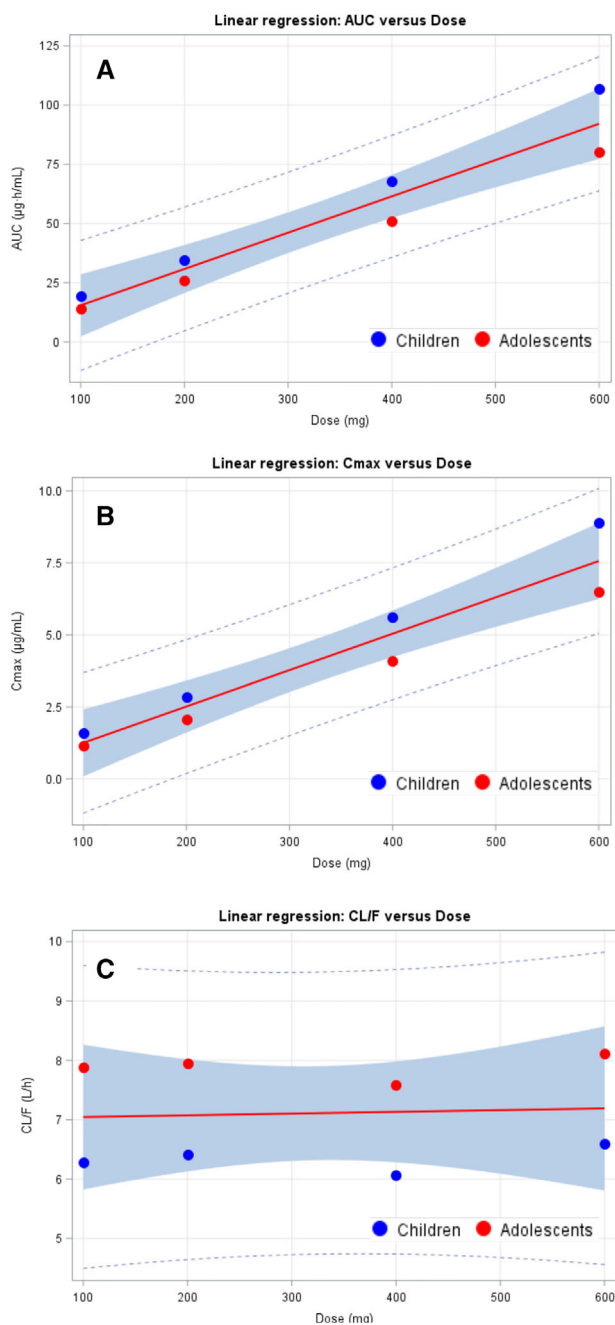 Linear regression: AUC versus Dose
A
125
100
75
50
25
0
AUC (µg·h/mL)
Children Adolescents
100 200 300 400 500 600
Dose (mg)
Linear regression: Cmax versus Dose
B
10.0
7.5
5.0
2.5
0.0
Cmax (µg/mL)
Children Adolescents
100 200 300 400 500 600
Dose (mg)
Linear regression: CL/F versus Dose
C
10
9
8
7
6
5
CL/F (L/h)
Children Adolescents
100 200 300 400 500 600
Dose (mg)